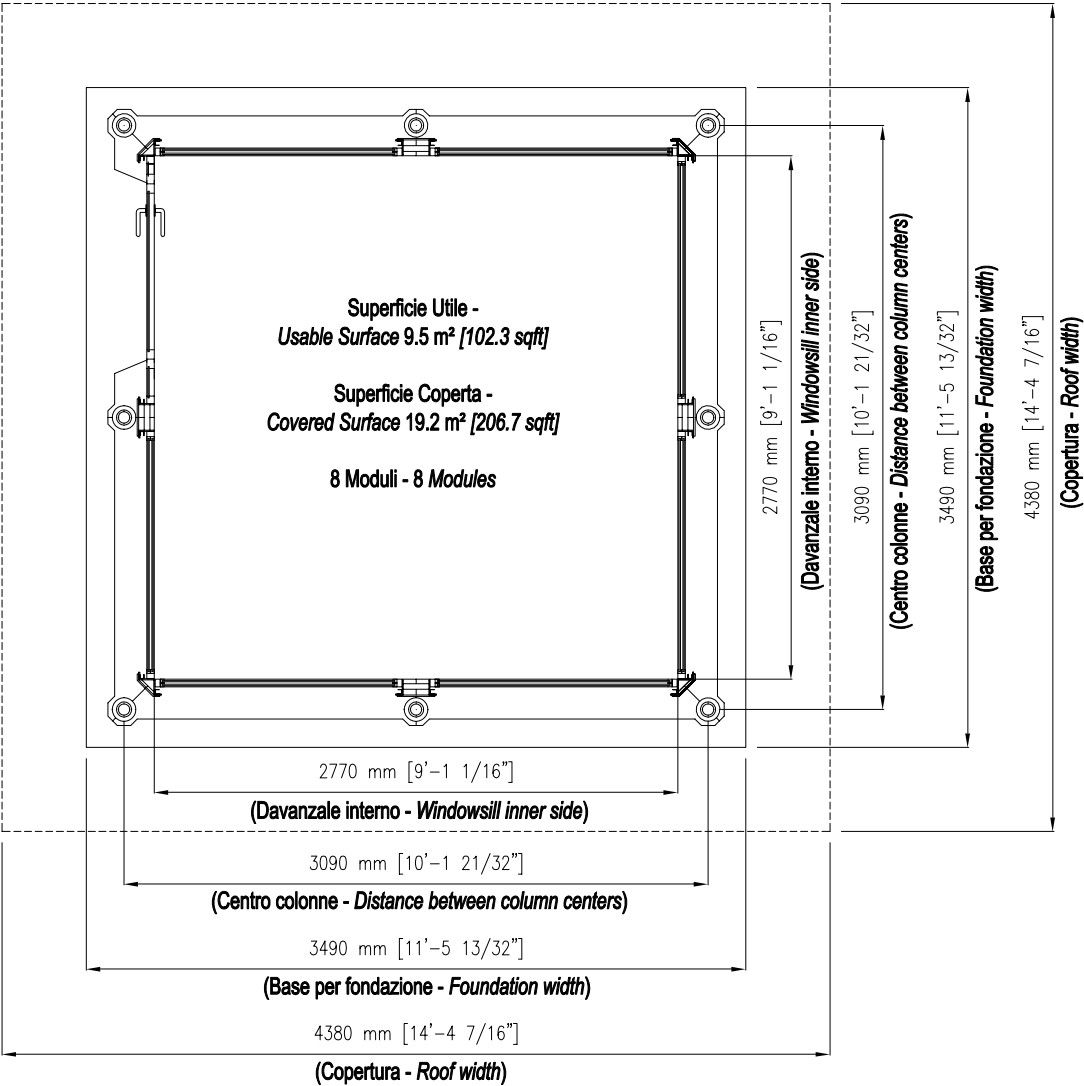 Superficie Utile -
Usable Surface 9.5 m² [102.3 sqft]
Superficie Coperta -
Covered Surface 19.2 m² [206.7 sqft]
8 Moduli - 8 Modules
2770 mm [9'-1 1/16"]
(Davanzale interno - Windowsill inner side)
3090 mm [10'-1 21/32"]
(Centro colonne - Distance between column centers)
3490 mm [11'-5 13/32"]
(Base per fondazione - Foundation width)
4380 mm [14'-4 7/16"]
(Copertura - Roof width)
2770 mm [9'-1 1/16"]
(Davanzale interno - Windowsill inner side)
3090 mm [10'-1 21/32"]
(Centro colonne - Distance between column centers)
3490 mm [11'-5 13/32"]
(Base per fondazione - Foundation width)
4380 mm [14'-4 7/16"]
(Copertura - Roof width)